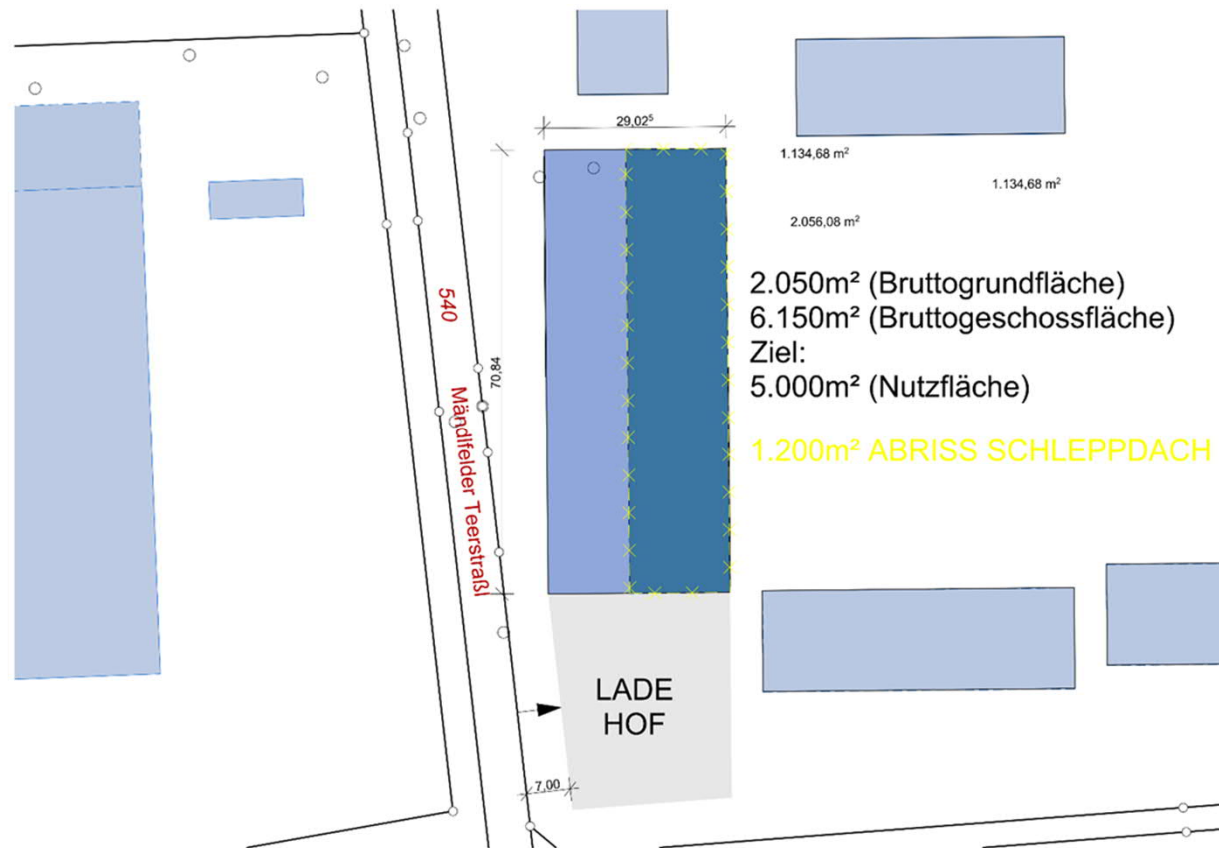 29,02⁵
1.134,68 m²
1.134,68 m²
2.056,08 m²
2.050m² (Bruttogrundfläche)
6.150m² (Bruttogeschossfläche)
Ziel:
5.000m² (Nutzfläche)
1.200m² ABRISS SCHLEPPDACH
540
Mändlfelder Teerstraßl
70,84
LADE
HOF
7,00